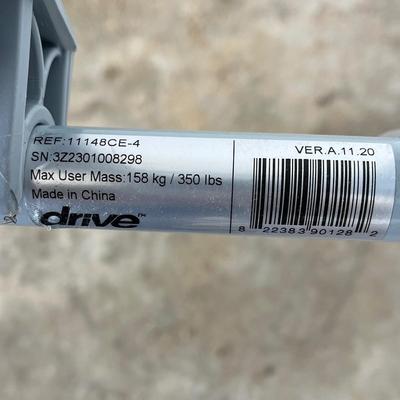 REF:11148CE-4
SN:3Z2301008298
Max User Mass:158 kg / 350 lbs
Made in China
drive™
VER.A.11.20
8 22383 90128 2